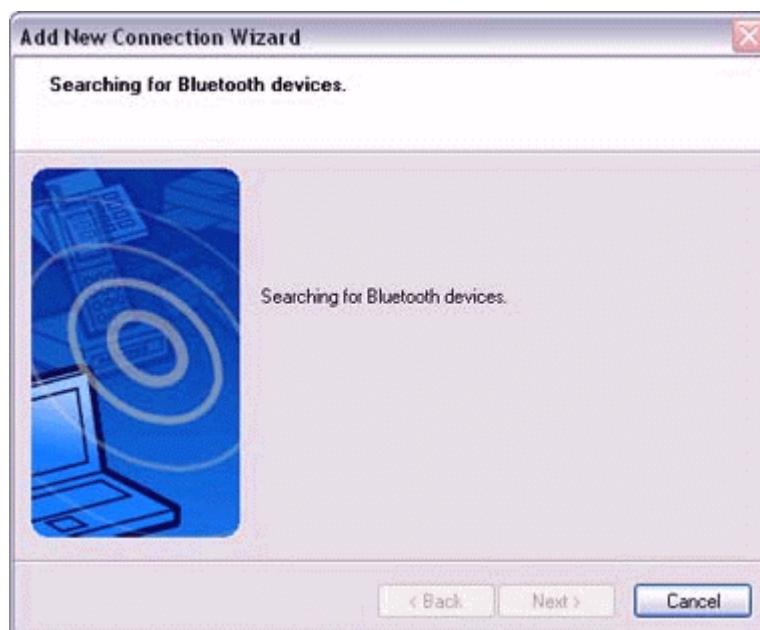 Add New Connection Wizard
Searching for Bluetooth devices.
Searching for Bluetooth devices.
< Back Next > Cancel